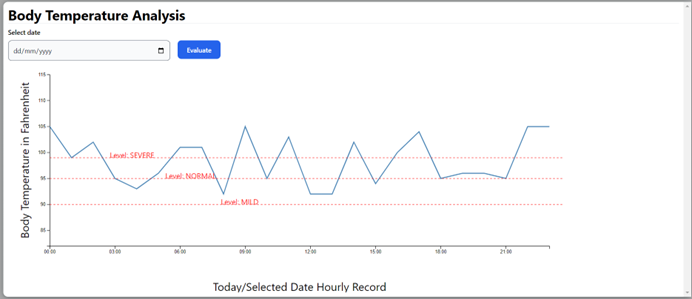 Body Temperature Analysis
Select date
dd/mm/yyyy
Evaluate
Body Temperature in Fahrenheit
115
110
105
100
95
90
85
Level: SEVERE
Level: NORMAL
Level: MILD
00:00 03:00 06:00 09:00 12:00 15:00 18:00 21:00
Today/Selected Date Hourly Record